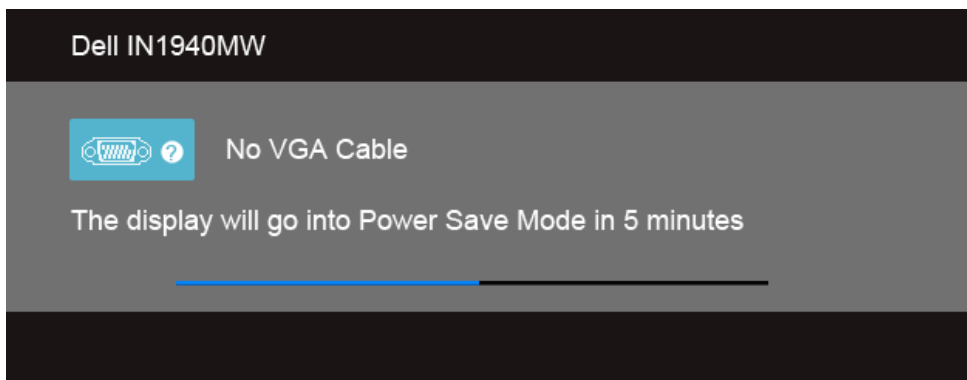 Dell IN1940MW
No VGA Cable
The display will go into Power Save Mode in 5 minutes